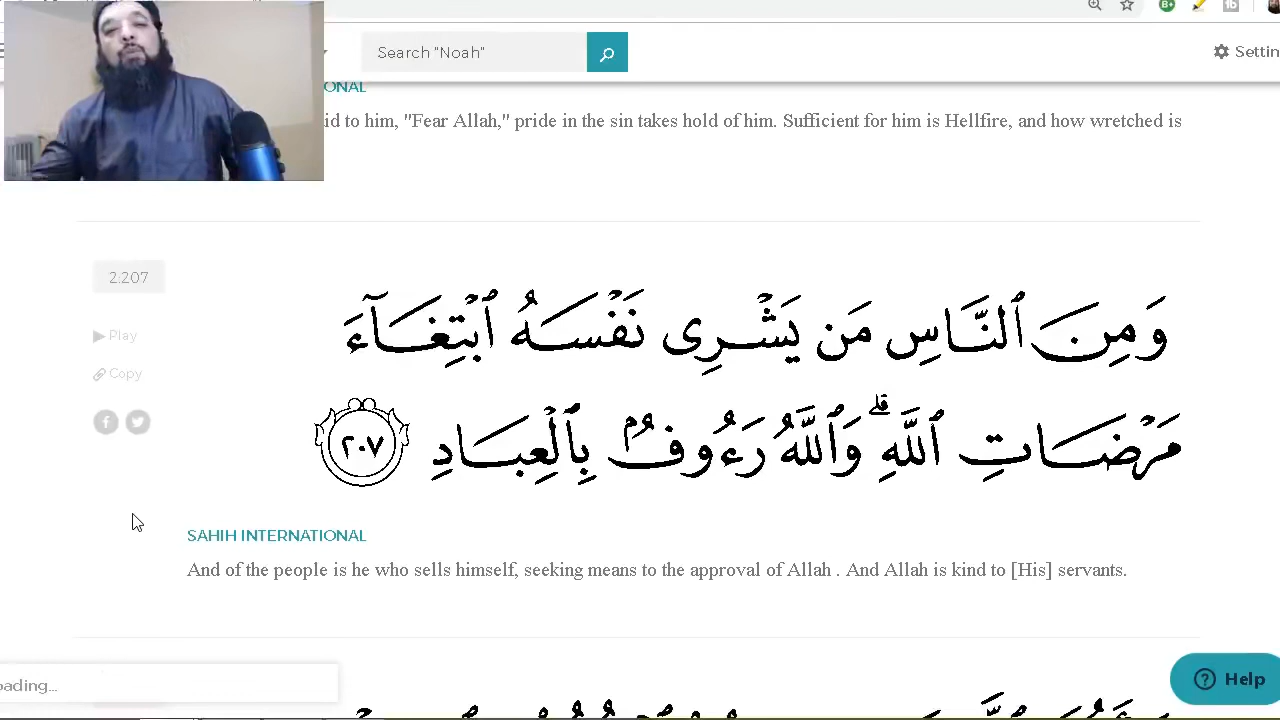 Search "Noah"
Settin
ONAL
id to him, "Fear Allah," pride in the sin takes hold of him. Sufficient for him is Hellfire, and how wretched is
2:207
Play
Copy
وَمِنَ ٱلنَّاسِ مَن يَشْرِى نَفْسَهُ ٱبْتِغَآءَ
مَرْضَاتِ ٱللَّهِ ۗ وَٱللَّهُ رَءُوفٌۢ بِٱلْعِبَادِ ٢٠٧
SAHIH INTERNATIONAL
And of the people is he who sells himself, seeking means to the approval of Allah . And Allah is kind to [His] servants.
oading...
Help